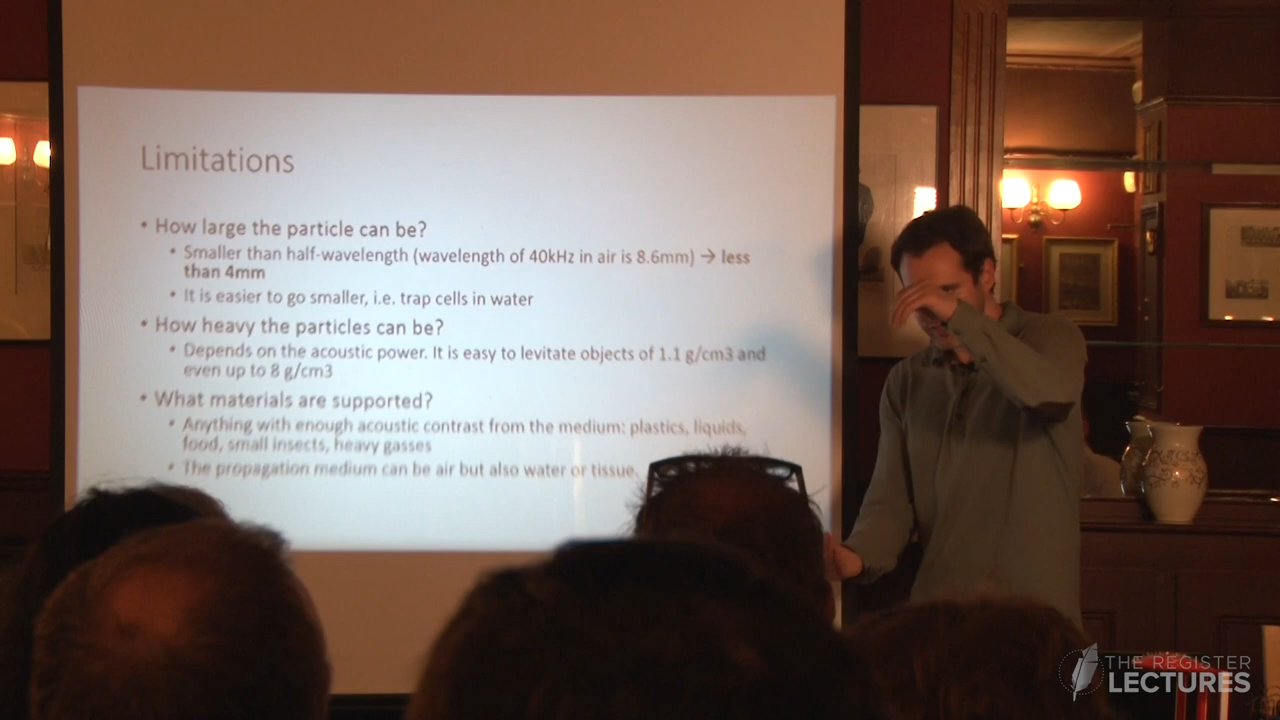 Limitations
• How large the particle can be?
• Smaller than half-wavelength (wavelength of 40kHz in air is 8.6mm) → less
than 4mm
• It is easier to go smaller, i.e. trap cells in water
• How heavy the particles can be?
• Depends on the acoustic power. It is easy to levitate objects of 1.1 g/cm3 and
even up to 8 g/cm3
• What materials are supported?
• Anything with enough acoustic contrast from the medium: plastics, liquids,
food, small insects, heavy gasses
• The propagation medium can be air but also water or tissue.
THE REGISTER
LECTURES